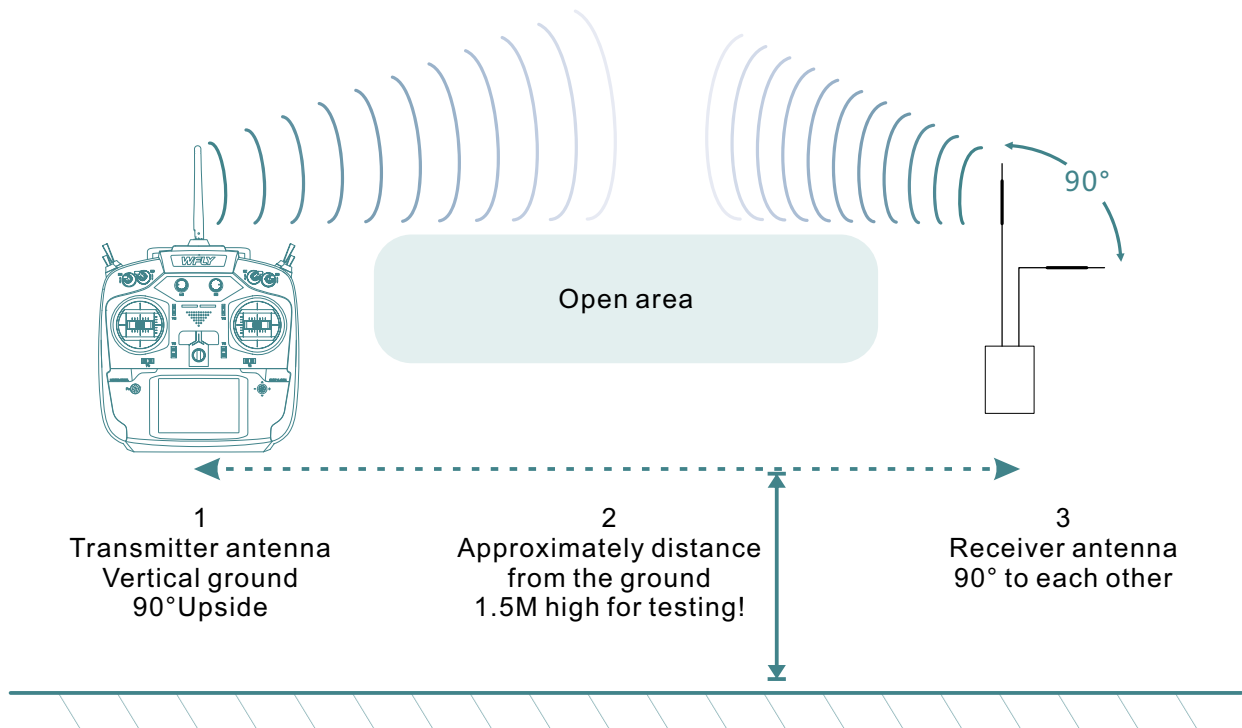 90°
WFLY
Open area
1
Transmitter antenna
Vertical ground
90°Upside
2
Approximately distance
from the ground
1.5M high for testing!
3
Receiver antenna
90° to each other